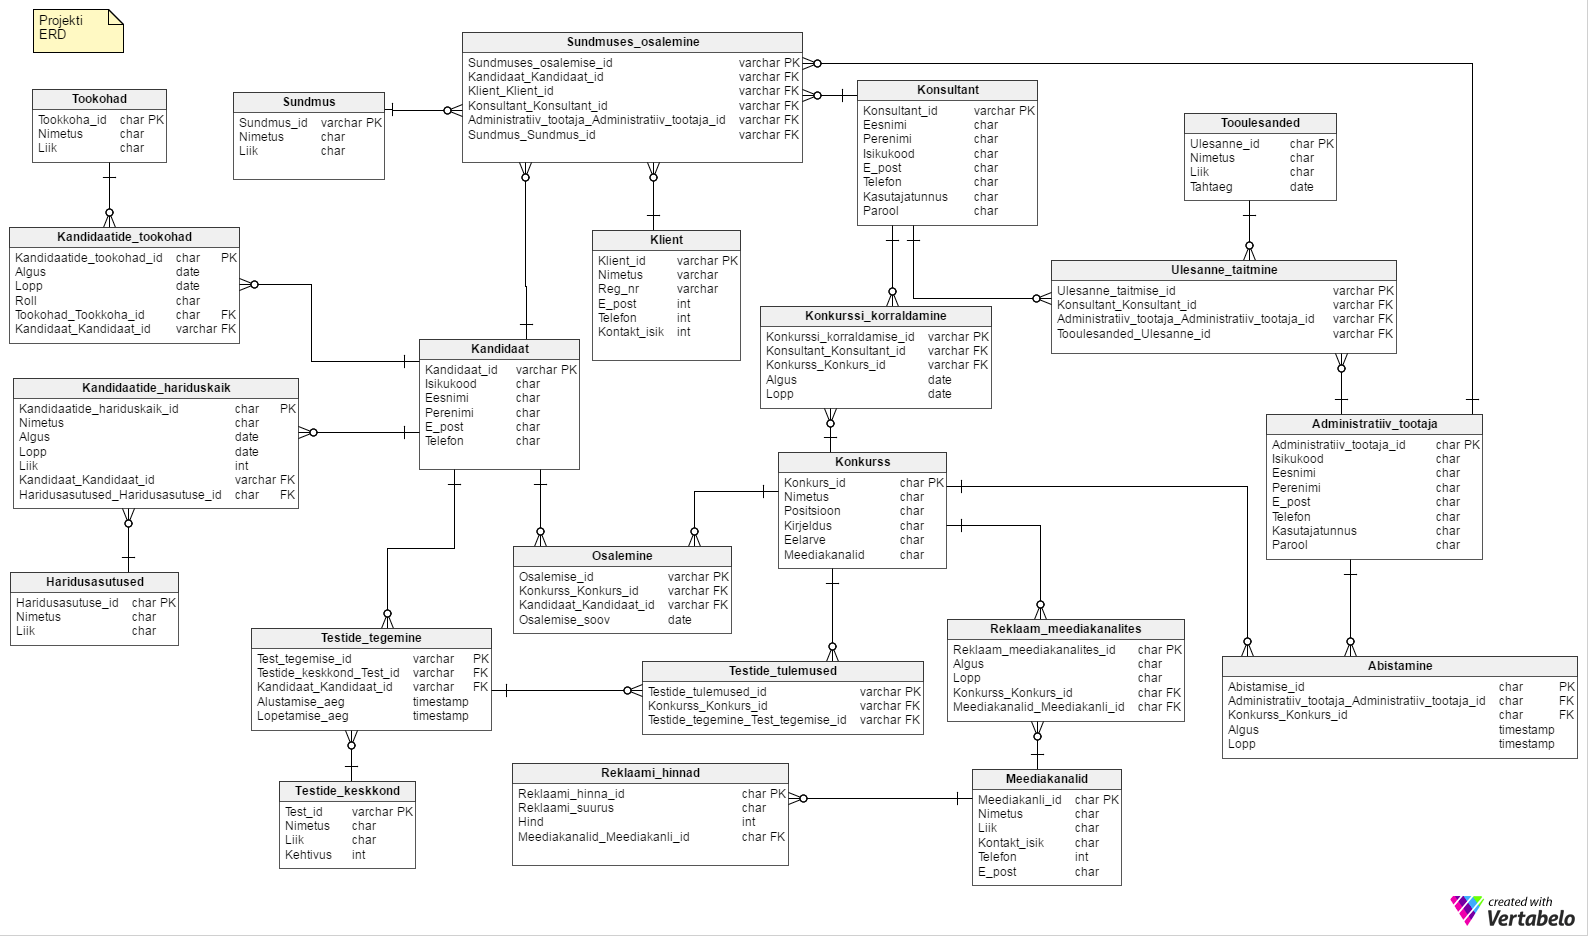 Projekti
ERD
Sundmuses_osalemine
Sundmuses_osalemise_id varchar PK
Kandidaat_Kandidaat_id varchar FK
Klient_Klient_id varchar FK
Konsultant_Konsultant_id varchar FK
Administratiiv_tootaja_Administratiiv_tootaja_id varchar FK
Sundmus_Sundmus_id varchar FK
Tookohad
Tookkoha_id char PK
Nimetus char
Liik char
Sundmus
Sundmus_id varchar PK
Nimetus char
Liik char
Konsultant
Konsultant_id varchar PK
Eesnimi char
Perenimi char
Isikukood char
E_post char
Telefon char
Kasutajatunnus char
Parool char
Tooulesanded
Ulesanne_id char PK
Nimetus char
Liik char
Tahtaeg date
Kandidaatide_tookohad
Kandidaatide_tookohad_id char PK
Algus date
Lopp date
Roll char
Tookohad_Tookkoha_id char FK
Kandidaat_Kandidaat_id varchar FK
Klient
Klient_id varchar PK
Nimetus varchar
Reg_nr varchar
E_post int
Telefon int
Kontakt_isik int
Ulesanne_taitmine
Ulesanne_taitmise_id varchar PK
Konsultant_Konsultant_id varchar FK
Administratiiv_tootaja_Administratiiv_tootaja_id varchar FK
Tooulesanded_Ulesanne_id varchar FK
Konkurssi_korraldamine
Konkurssi_korraldamise_id varchar PK
Konsultant_Konsultant_id varchar FK
Konkurss_Konkurs_id varchar FK
Algus date
Lopp date
Kandidaat
Kandidaat_id varchar PK
Isikukood char
Eesnimi char
Perenimi char
E_post char
Telefon char
Kandidaatide_hariduskaik
Kandidaatide_hariduskaik_id char PK
Nimetus char
Algus date
Lopp date
Liik int
Kandidaat_Kandidaat_id varchar FK
Haridusasutused_Haridusasutuse_id char FK
Administratiiv_tootaja
Administratiiv_tootaja_id char PK
Isikukood char
Eesnimi char
Perenimi char
E_post char
Telefon char
Kasutajatunnus char
Parool char
Konkurss
Konkurs_id char PK
Nimetus char
Positsioon char
Kirjeldus char
Eelarve char
Meediakanalid char
Osalemine
Osalemise_id varchar PK
Konkurss_Konkurs_id varchar FK
Kandidaat_Kandidaat_id varchar FK
Osalemise_soov date
Haridusasutused
Haridusasutuse_id char PK
Nimetus char
Liik char
Testide_tegemine
Test_tegemise_id varchar PK
Testide_keskkond_Test_id varchar FK
Kandidaat_Kandidaat_id varchar FK
Alustamise_aeg timestamp
Lopetamise_aeg timestamp
Reklaam_meediakanalites
Reklaam_meediakanalites_id char PK
Algus char
Lopp char
Konkurss_Konkurs_id char FK
Meediakanalid_Meediakanli_id char FK
Testide_tulemused
Testide_tulemused_id varchar PK
Konkurss_Konkurs_id varchar FK
Testide_tegemine_Test_tegemise_id varchar FK
Abistamine
Abistamise_id char PK
Administratiiv_tootaja_Administratiiv_tootaja_id char FK
Konkurss_Konkurs_id char FK
Algus timestamp
Lopp timestamp
Reklaami_hinnad
Reklaami_hinna_id char PK
Reklaami_suurus char
Hind int
Meediakanalid_Meediakanli_id char FK
Meediakanalid
Meediakanli_id char PK
Nimetus char
Liik char
Kontakt_isik char
Telefon int
E_post char
Testide_keskkond
Test_id varchar PK
Nimetus char
Liik char
Kehtivus int
created with
Vertabelo